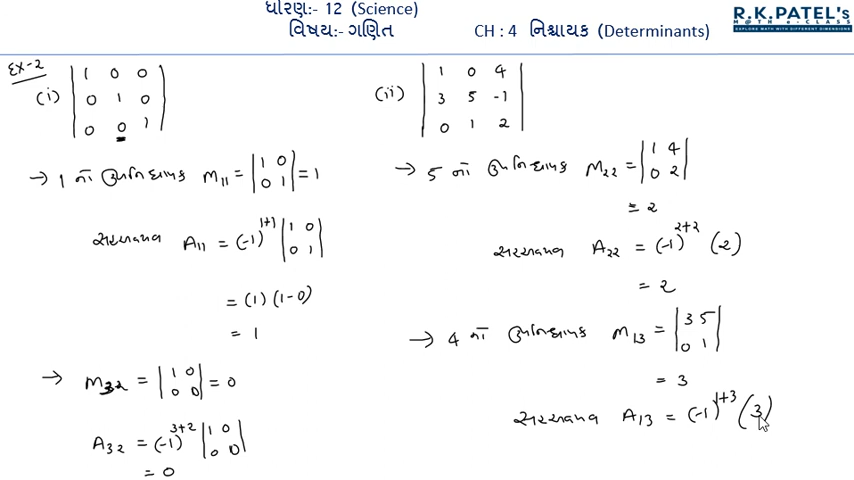 ધોરણ:- 12 (Science)
વિષય:- ગણિત
CH : 4 નિશ્ચાયક (Determinants)
R.K.PATEL's
EXPLORE MATH WITH DIFFERENT DIMENSIONS
Ex-2
(i) | 1 0 0 |
| 0 1 0 |
| 0 0 1 |
→ 1 નો ઉપનિશ્ચાયક M₁₁ = | 1 0 | = 1
| 0 1 |
સહઅવયવ A₁₁ = (-1)¹⁺¹ | 1 0 |
| 0 1 |
= (1) (1-0)
= 1
→ M₃₂ = | 1 0 | = 0
| 0 0 |
A₃₂ = (-1)³⁺² | 1 0 |
| 0 0 |
= 0
(ii) | 1 0 4 |
| 3 5 -1 |
| 0 1 2 |
→ 5 નો ઉપનિશ્ચાયક M₂₂ = | 1 4 |
| 0 2 |
= 2
સહઅવયવ A₂₂ = (-1)²⁺² (2)
= 2
→ 4 નો ઉપનિશ્ચાયક M₁₃ = | 3 5 |
| 0 1 |
= 3
સહઅવયવ A₁₃ = (-1)¹⁺³ (3)